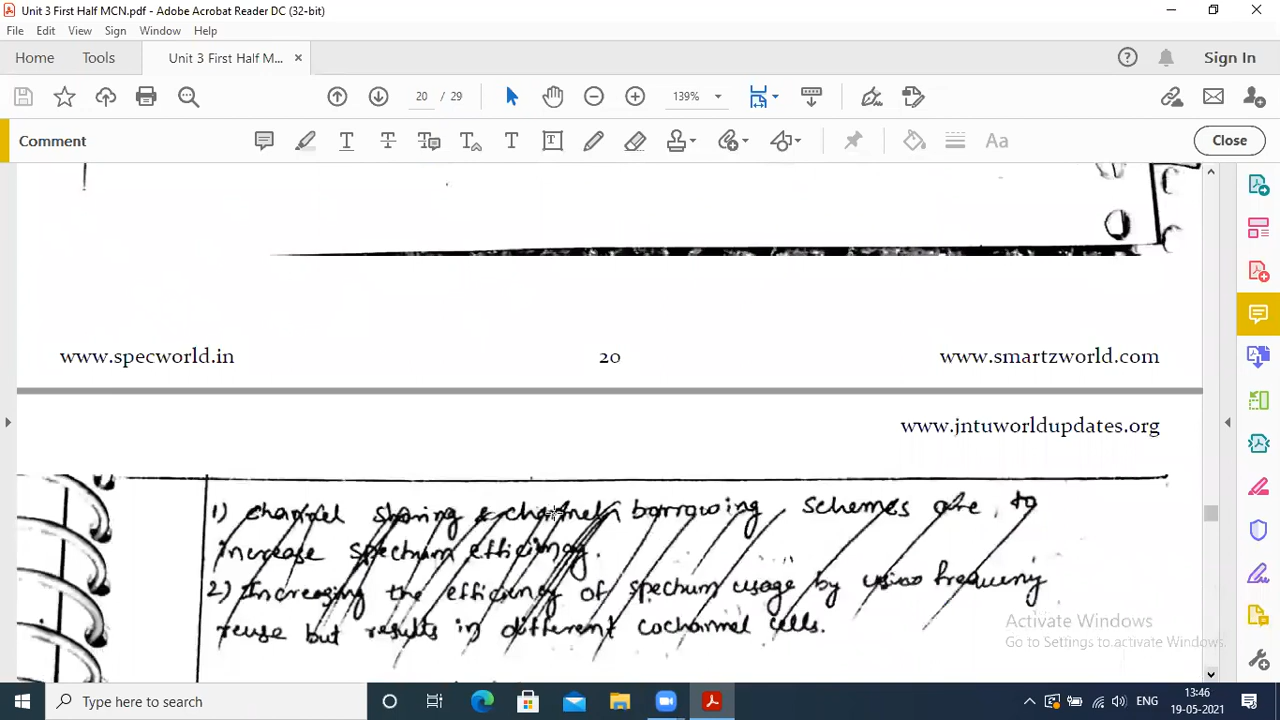 Unit 3 First Half MCN.pdf - Adobe Acrobat Reader DC (32-bit)
File Edit View Sign Window Help
Home Tools Unit 3 First Half M... × Sign In
20 / 29 139%
Comment Close
www.specworld.in 20 www.smartzworld.com
www.jntuworldupdates.org
1) channel sharing & channel borrowing schemes are to
increase spectrum efficiency.
2) Increasing the efficiency of spectrum usage by using frequency
reuse but results in different cochannel cells.
Activate Windows
Go to Settings to activate Windows.
Type here to search
ENG 13:46
19-05-2021